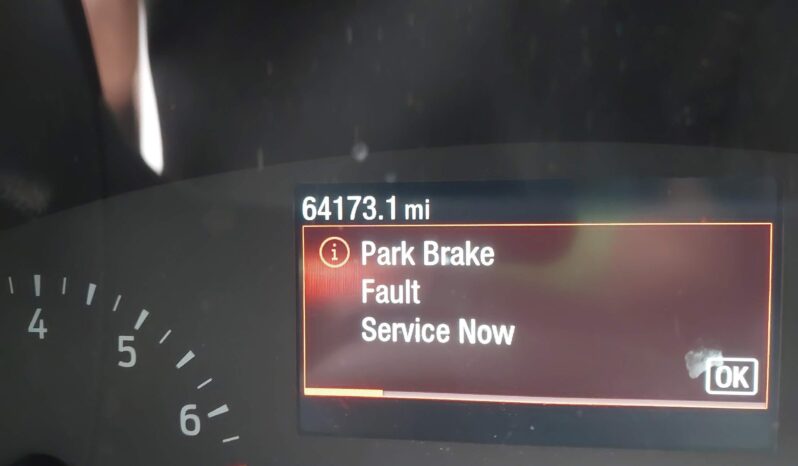 64173.1 mi
i Park Brake
Fault
Service Now
OK
4
5
6